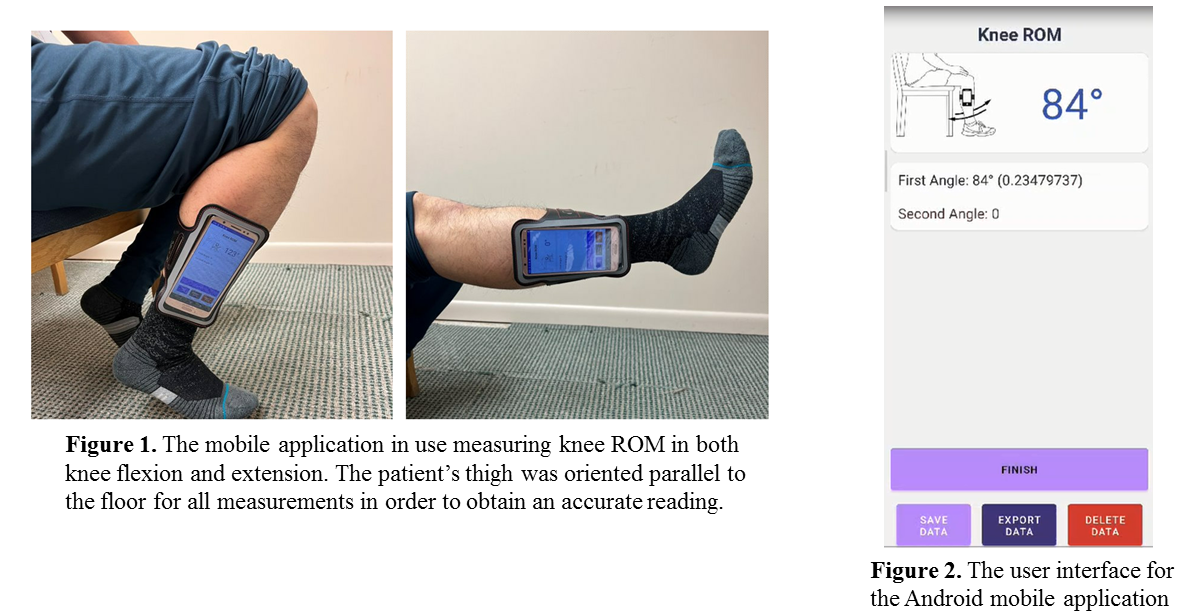 Figure 1. The mobile application in use measuring knee ROM in both
knee flexion and extension. The patient’s thigh was oriented parallel to
the floor for all measurements in order to obtain an accurate reading.
Knee ROM
84°
First Angle: 84° (0.23479737)
Second Angle: 0
FINISH
SAVE
DATA
EXPORT
DATA
DELETE
DATA
Figure 2. The user interface for
the Android mobile application